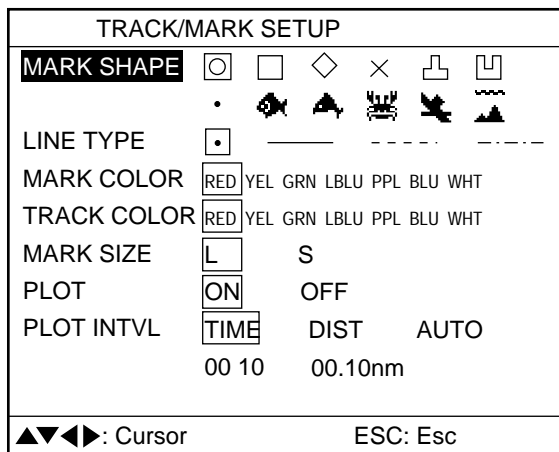 TRACK/MARK SETUP
MARK SHAPE
LINE TYPE
MARK COLOR RED YEL GRN LBLU PPL BLU WHT
TRACK COLOR RED YEL GRN LBLU PPL BLU WHT
MARK SIZE L S
PLOT ON OFF
PLOT INTVL TIME DIST AUTO
00 10 00.10nm
▲▼◀▶: Cursor ESC: Esc